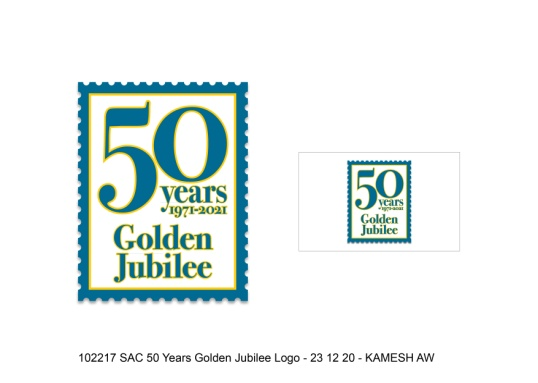 50
years
1971-2021
Golden
Jubilee
50
years
1971-2021
Golden
Jubilee
102217 SAC 50 Years Golden Jubilee Logo - 23 12 20 - KAMESH AW